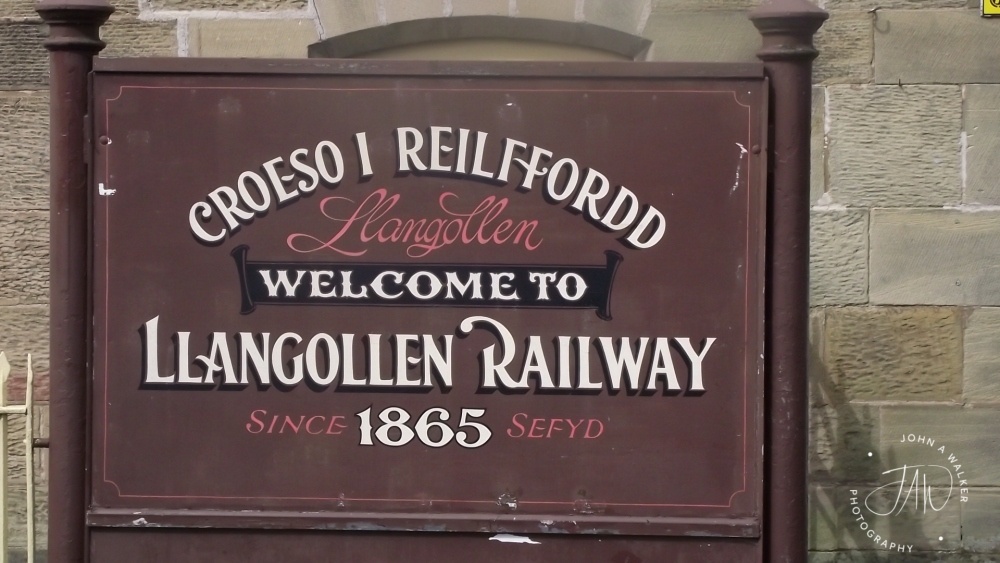 CROESO I REILFFORDD
Llangollen
WELCOME TO
LLANGOLLEN RAILWAY
SINCE 1865 SEFYD
JOHN A WALKER
JAW
PHOTOGRAPHY